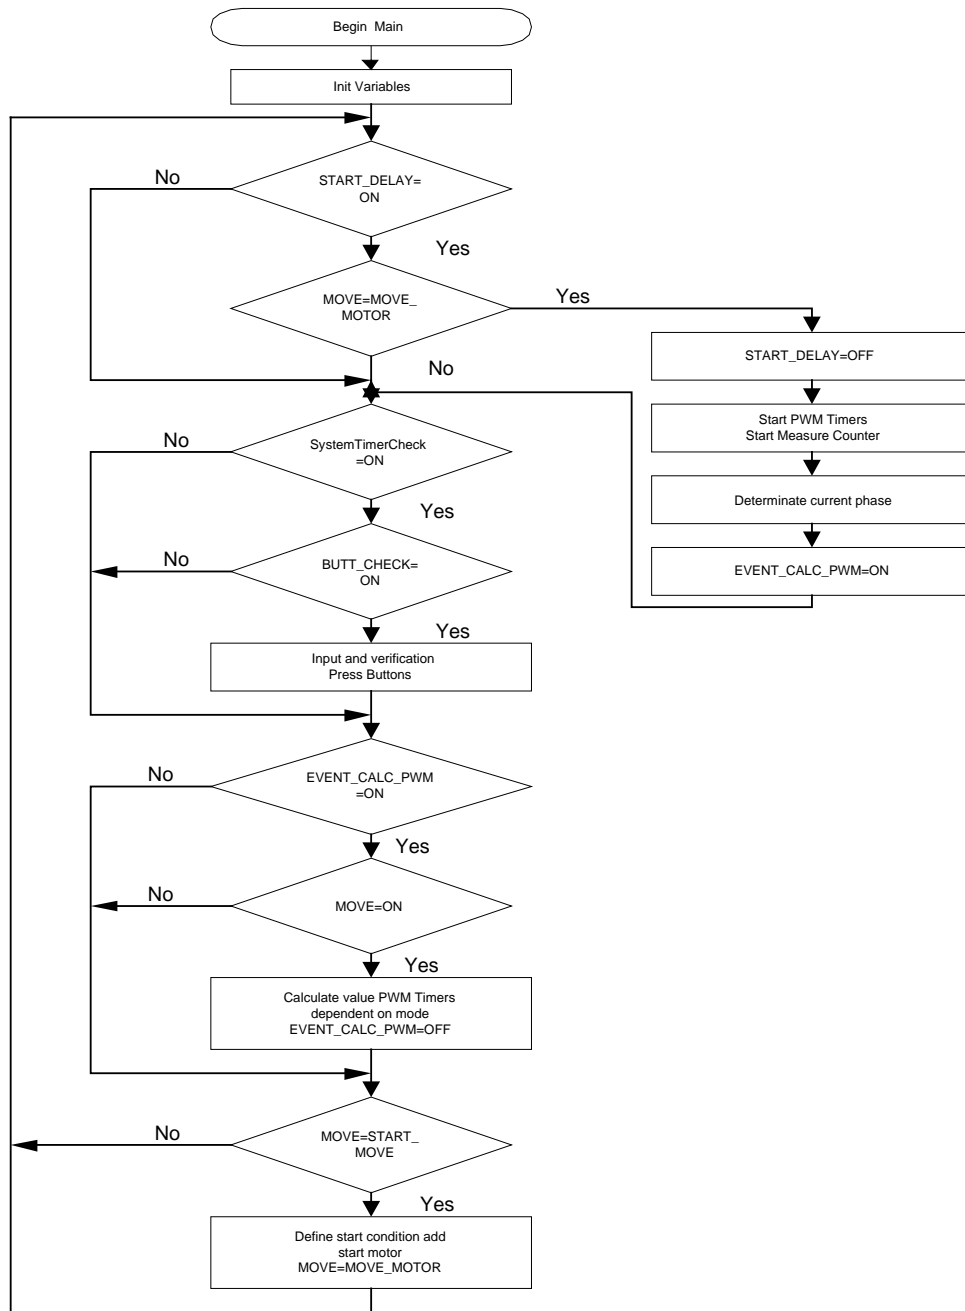 Begin Main
Init Variables
No
START_DELAY=
ON
Yes
MOVE=MOVE_
MOTOR
Yes
No
START_DELAY=OFF
Start PWM Timers
Start Measure Counter
Determinate current phase
EVENT_CALC_PWM=ON
No
SystemTimerCheck
=ON
Yes
No
BUTT_CHECK=
ON
Yes
Input and verification
Press Buttons
No
EVENT_CALC_PWM
=ON
Yes
No
MOVE=ON
Yes
Calculate value PWM Timers
dependent on mode
EVENT_CALC_PWM=OFF
No
MOVE=START_
MOVE
Yes
Define start condition add
start motor
MOVE=MOVE_MOTOR